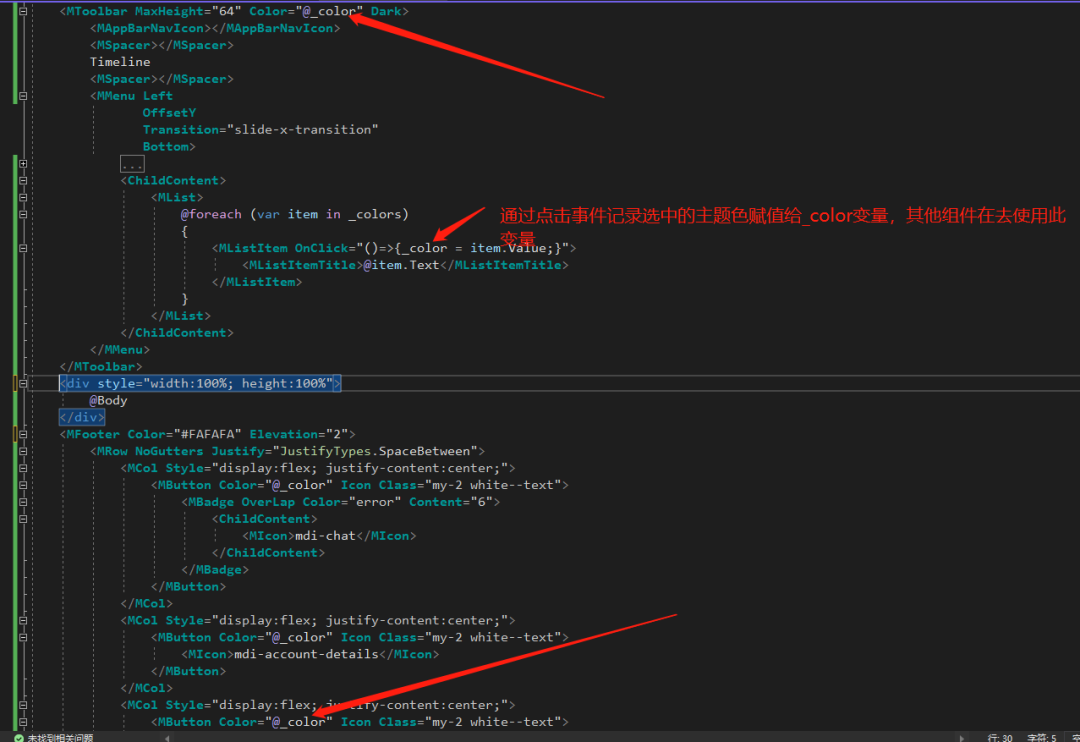 <MToolbar MaxHeight="64" Color="@_color" Dark>
<MAppBarNavIcon></MAppBarNavIcon>
<MSpacer></MSpacer>
Timeline
<MSpacer></MSpacer>
<MMenu Left
OffsetY
Transition="slide-x-transition"
Bottom>
...
<ChildContent>
<MList>
@foreach (var item in _colors)
通过点击事件记录选中的主题色赋值给_color变量，其他组件在去使用此
变量
{
<MListItem OnClick="()=>{_color = item.Value;}">
<MListItemTitle>@item.Text</MListItemTitle>
</MListItem>
}
</MList>
</ChildContent>
</MMenu>
</MToolbar>
<div style="width:100%; height:100%">
@Body
</div>
<MFooter Color="#FAFAFA" Elevation="2">
<MRow NoGutters Justify="JustifyTypes.SpaceBetween">
<MCol Style="display:flex; justify-content:center;">
<MButton Color="@_color" Icon Class="my-2 white--text">
<MBadge OverLap Color="error" Content="6">
<ChildContent>
<MIcon>mdi-chat</MIcon>
</ChildContent>
</MBadge>
</MButton>
</MCol>
<MCol Style="display:flex; justify-content:center;">
<MButton Color="@_color" Icon Class="my-2 white--text">
<MIcon>mdi-account-details</MIcon>
</MButton>
</MCol>
<MCol Style="display:flex; justify-content:center;">
<MButton Color="@_color" Icon Class="my-2 white--text">
未找到相关问题
行: 30 字符: 5